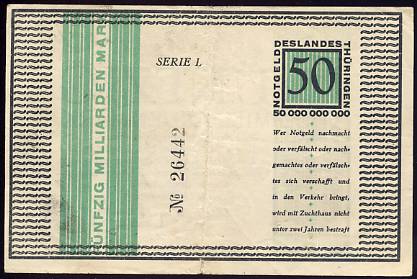 ÜNFZIG MILLIARDEN MAR
SERIE L
№ 26442
NOTGELD DES LANDES THÜRINGEN
50
50 000 000 000
Wer Notgeld nachmacht
oder verfälscht oder nach-
gemachtes oder verfälsch-
tes sich verschafft und
in den Verkehr bringt,
wird mit Zuchthaus nicht
unter zwei Jahren bestraft